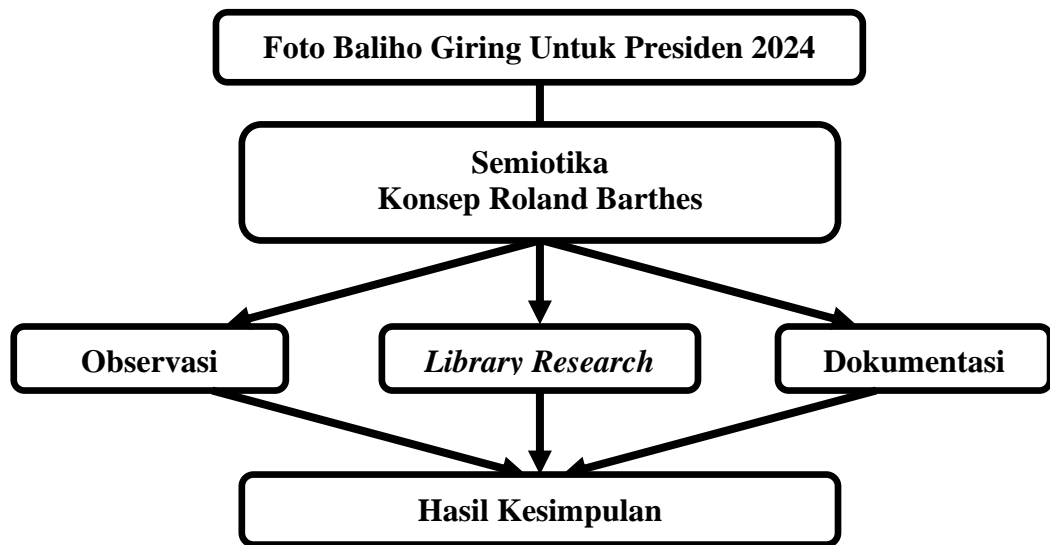 Foto Baliho Giring Untuk Presiden 2024
Semiotika
Konsep Roland Barthes
Observasi
Library Research
Dokumentasi
Hasil Kesimpulan